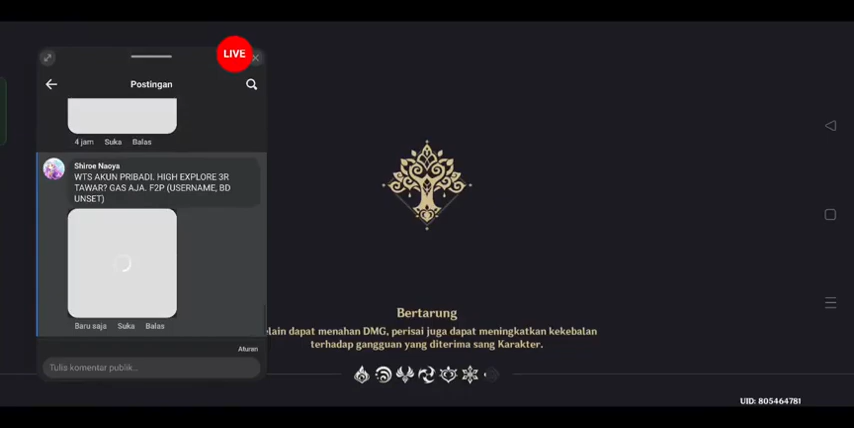 LIVE
Postingan
4 jam Suka Balas
Shiroe Naoya
WTS AKUN PRIBADI. HIGH EXPLORE 3R
TAWAR? GAS AJA. F2P (USERNAME, BD
UNSET)
Baru saja Suka Balas
Aturan
Tulis komentar publik...
Bertarung
elain dapat menahan DMG, perisai juga dapat meningkatkan kekebalan
terhadap gangguan yang diterima sang Karakter.
UID: 805464781